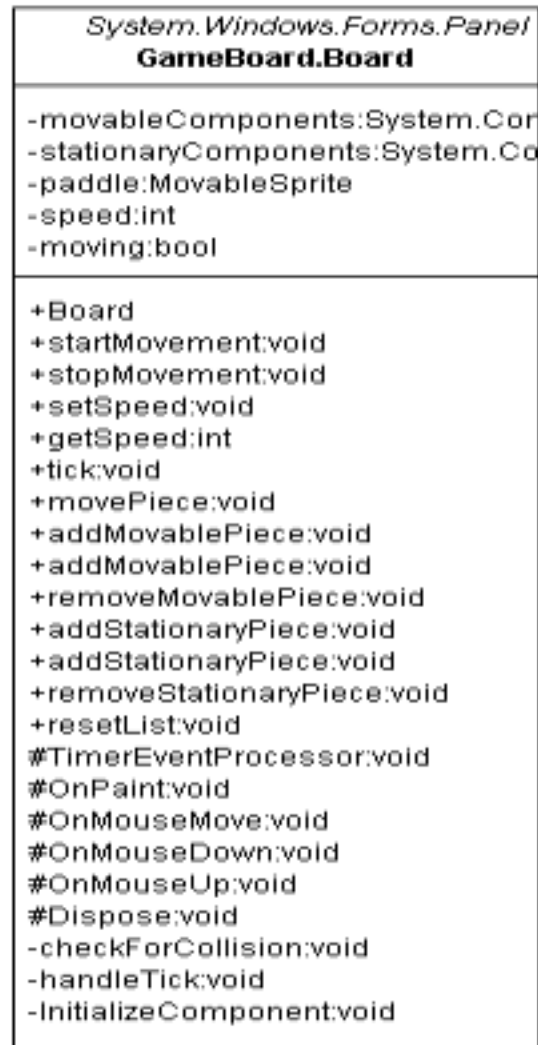 System.Windows.Forms.Panel
GameBoard.Board
-movableComponents:System.Cor
-stationaryComponents:System.Co
-paddle:MovableSprite
-speed:int
-moving:bool
+Board
+startMovement:void
+stopMovement:void
+setSpeed:void
+getSpeed:int
+tick:void
+movePiece:void
+addMovablePiece:void
+addMovablePiece:void
+removeMovablePiece:void
+addStationaryPiece:void
+addStationaryPiece:void
+removeStationaryPiece:void
+resetList:void
#TimerEventProcessor:void
#OnPaint:void
#OnMouseMove:void
#OnMouseDown:void
#OnMouseUp:void
#Dispose:void
-checkForCollision:void
-handleTick:void
-InitializeComponent:void